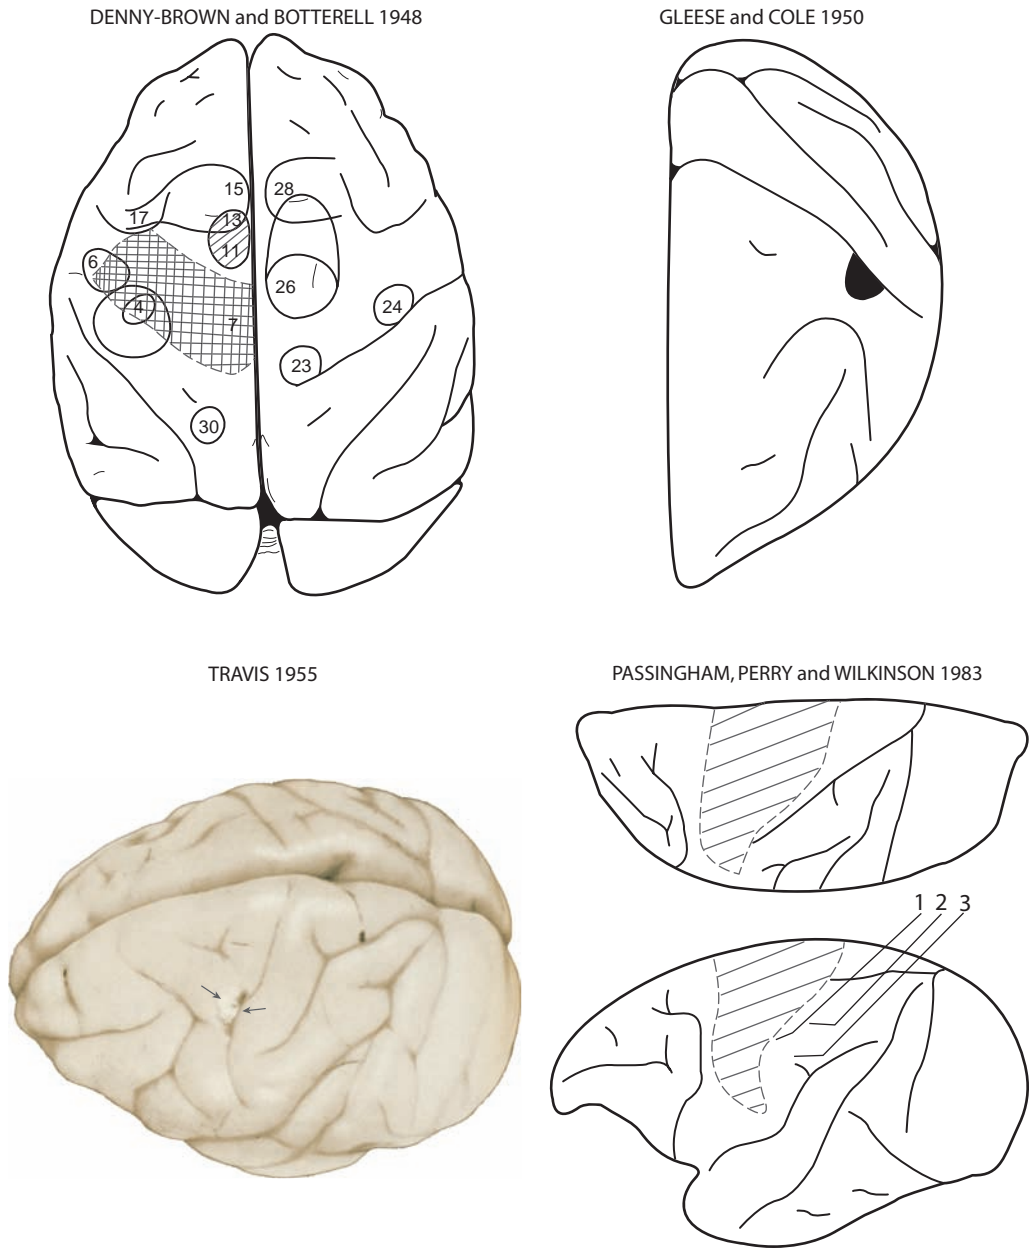 DENNY-BROWN and BOTTERELL 1948
GLEESE and COLE 1950
15
28
17
13
11
6
26
4
7
24
23
30
TRAVIS 1955
PASSINGHAM, PERRY and WILKINSON 1983
1 2 3